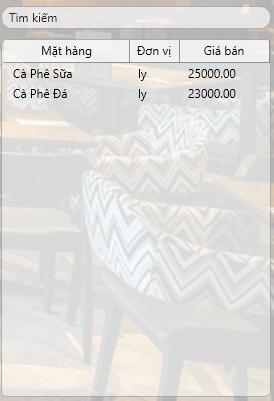 Tìm kiếm
Mặt hàng Đơn vị Giá bán
Cà Phê Sữa ly 25000.00
Cà Phê Đá ly 23000.00